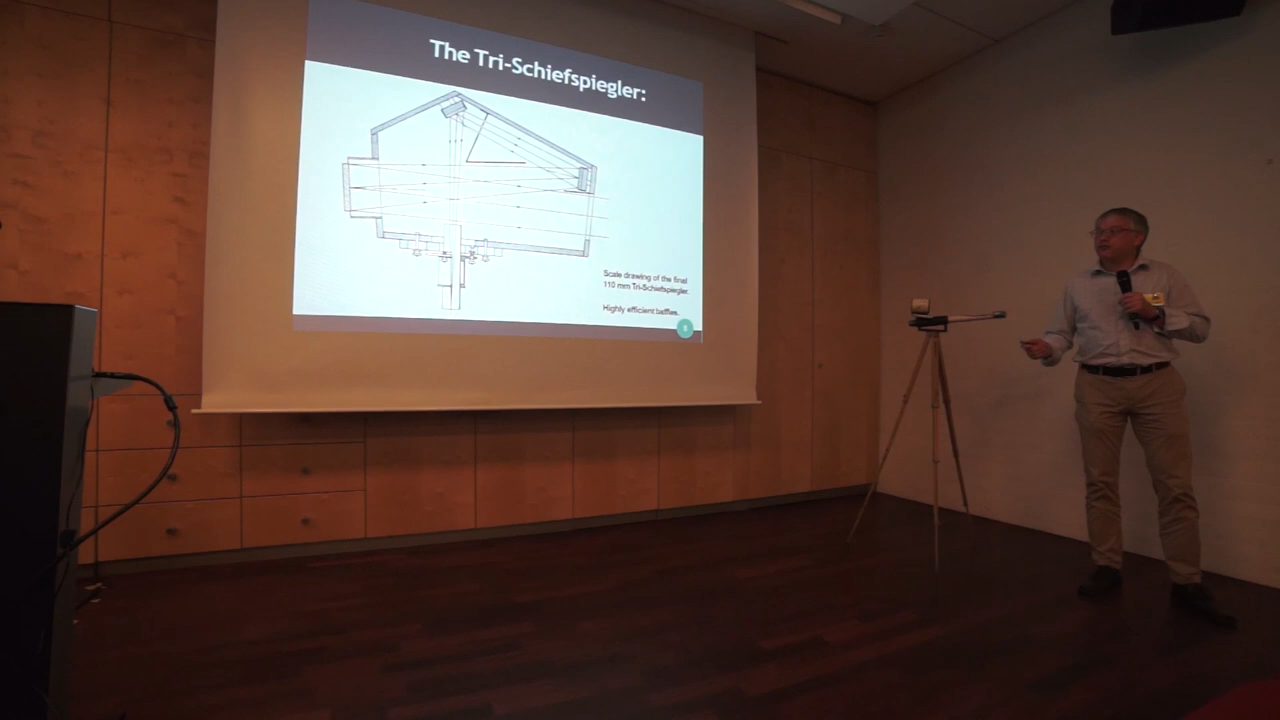 The Tri-Schiefspiegler:
Scale drawing of the final
110 mm Tri-Schiefspiegler.
Highly efficient baffles.